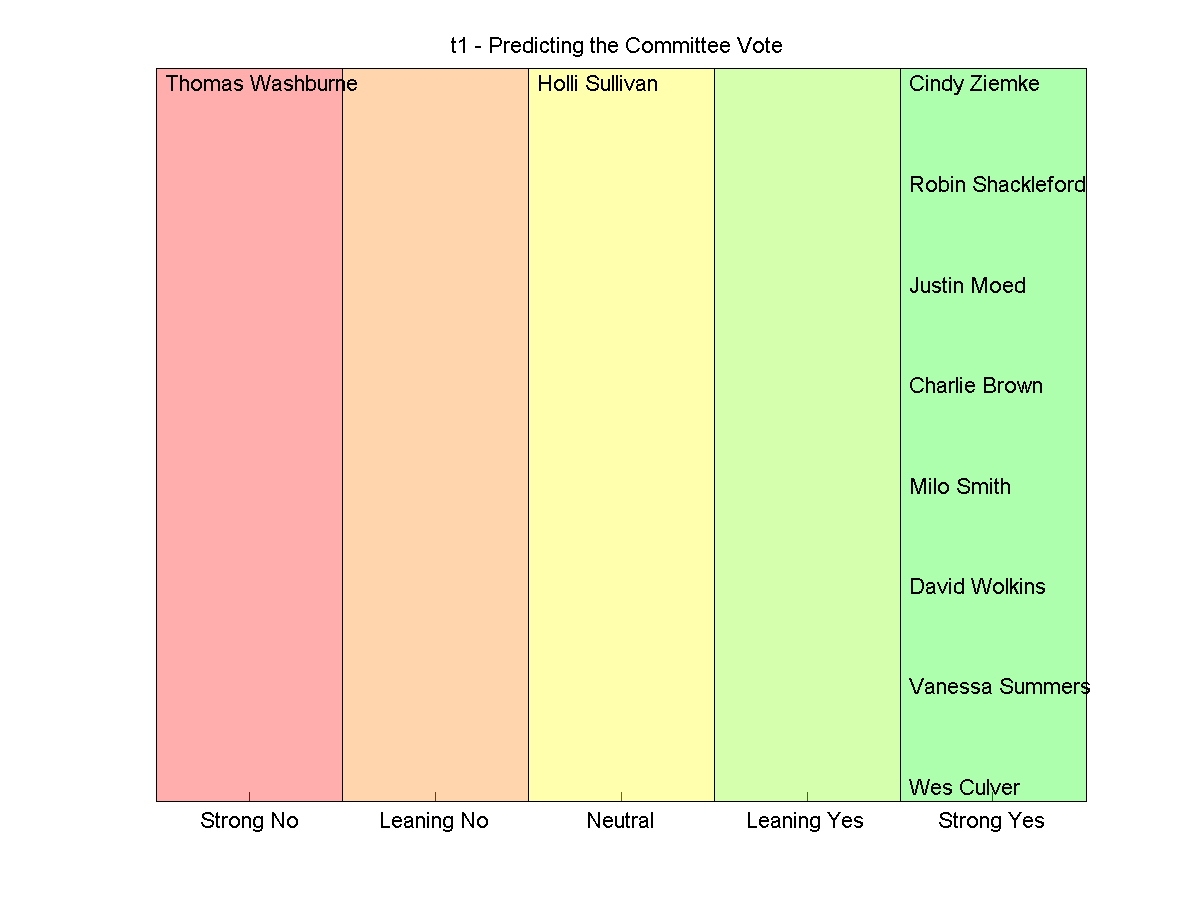 t1 - Predicting the Committee Vote
Thomas Washburne
Holli Sullivan
Cindy Ziemke
Robin Shackleford
Justin Moed
Charlie Brown
Milo Smith
David Wolkins
Vanessa Summers
Wes Culver
Strong No
Leaning No
Neutral
Leaning Yes
Strong Yes